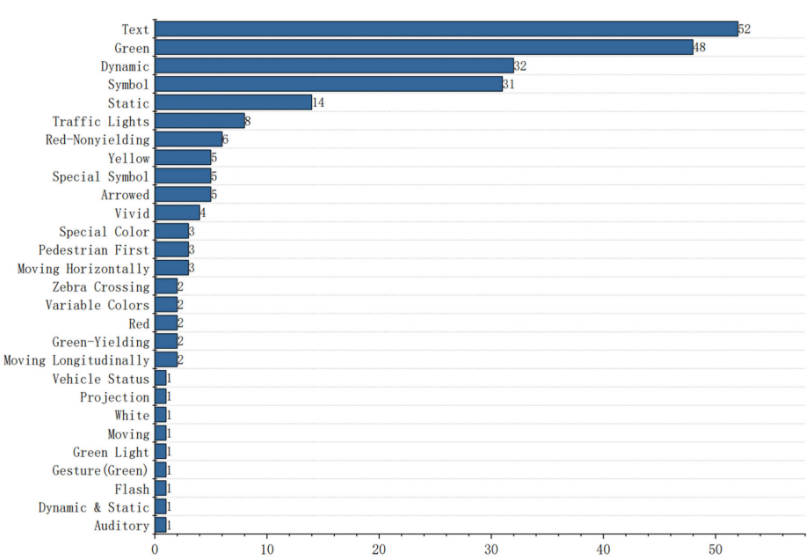 Text 52
Green 48
Dynamic 32
Symbol 31
Static 14
Traffic Lights 8
Red-Nonyielding 6
Yellow 5
Special Symbol 5
Arrowed 5
Vivid 4
Special Color 3
Pedestrian First 3
Moving Horizontally 3
Zebra Crossing 2
Variable Colors 2
Red 2
Green-Yielding 2
Moving Longitudinally 2
Vehicle Status 1
Projection 1
White 1
Moving 1
Green Light 1
Gesture(Green) 1
Flash 1
Dynamic & Static 1
Auditory 1
0 10 20 30 40 50